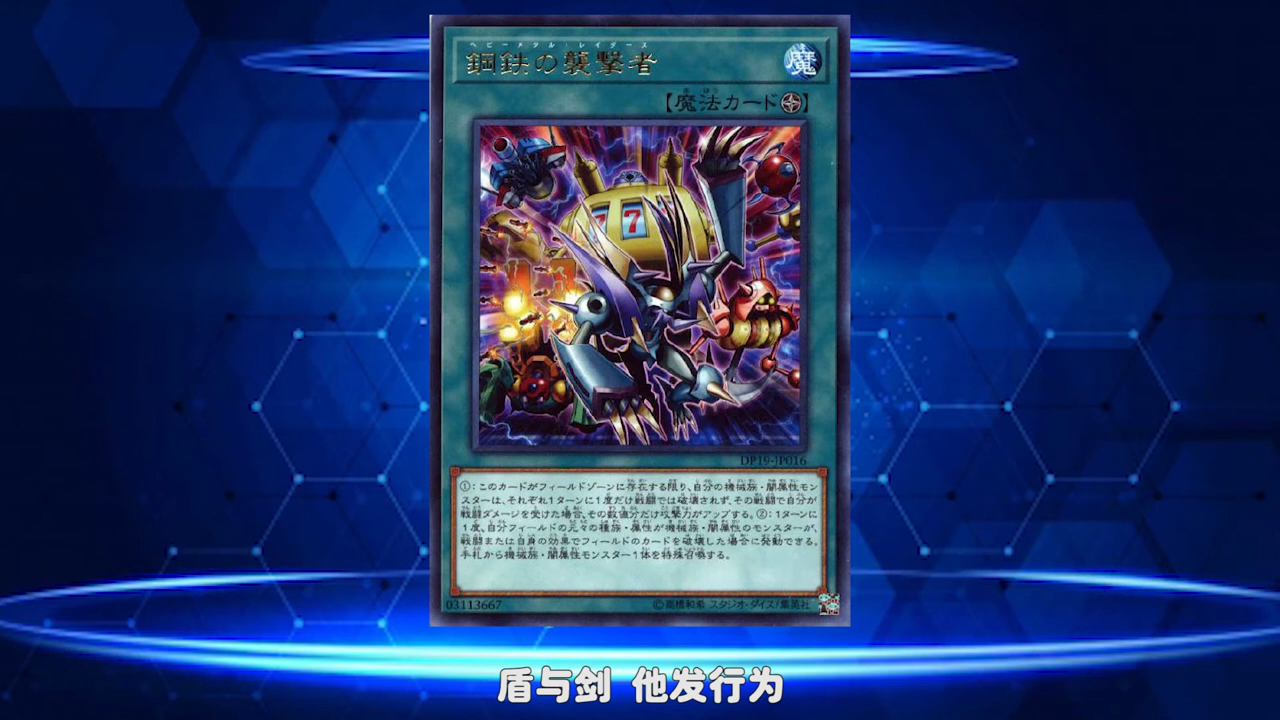 ヘビーメタル・レイダース
鋼鉄の襲撃者
魔
【魔法カード】
7 7
DP19-JP016
①:このカードがフィールドゾーンに存在する限り、自分の機械族・闇属性モン
スターは、それぞれ1ターンに1度だけ戦闘では破壊されず、その戦闘で自分が
戦闘ダメージを受けた場合、その数値分だけ攻撃力がアップする。②:1ターンに
1度、自分フィールドの元々の種族・属性が機械族・闇属性のモンスターが、
戦闘または自身の効果でフィールドのカードを破壊した場合に発動できる。
手札から機械族・闇属性モンスター1体を特殊召喚する。
03113667
©高橋和希 スタジオ・ダイス/集英社
盾与剑 他发行为